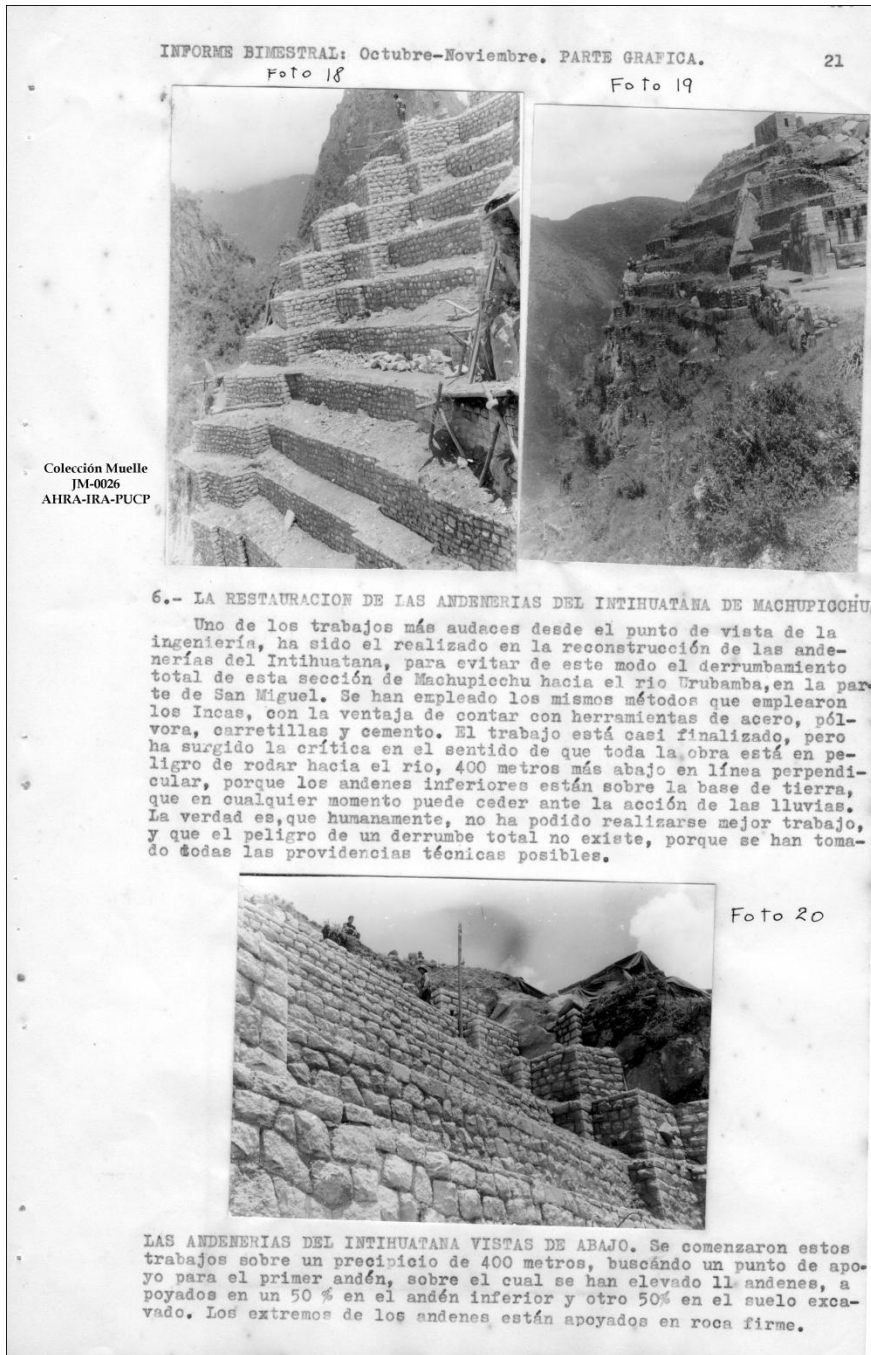 INFORME BIMESTRAL: Octubre-Noviembre. PARTE GRAFICA. 21
Foto 18
Foto 19
Colección Muelle
JM-0026
AHRA-IRA-PUCP
6.- LA RESTAURACION DE LAS ANDENERIAS DEL INTIHUATANA DE MACHUPICCHU
Uno de los trabajos más audaces desde el punto de vista de la
ingeniería, ha sido el realizado en la reconstrucción de las ande-
nerías del Intihuatana, para evitar de este modo el derrumbamiento
total de esta sección de Machupicchu hacia el rio Urubamba,en la par-
te de San Miguel. Se han empleado los mismos métodos que emplearon
los Incas, con la ventaja de contar con herramientas de acero, pól-
vora, carretillas y cemento. El trabajo está casi finalizado, pero
ha surgido la crítica en el sentido de que toda la obra está en pe-
ligro de rodar hacia el rio, 400 metros más abajo en línea perpendi-
cular, porque los andenes inferiores están sobre la base de tierra,
que en cualquier momento puede ceder ante la acción de las lluvias.
La verdad es,que humanamente, no ha podido realizarse mejor trabajo,
y que el peligro de un derrumbe total no existe, porque se han toma-
do todas las providencias técnicas posibles.
Foto 20
LAS ANDENERIAS DEL INTIHUATANA VISTAS DE ABAJO. Se comenzaron estos
trabajos sobre un precipicio de 400 metros, buscándo un punto de apo-
yo para el primer andén, sobre el cual se han elevado 11 andenes, a
poyados en un 50 % en el andén inferior y otro 50% en el suelo exca-
vado. Los extremos de los andenes están apoyados en roca firme.